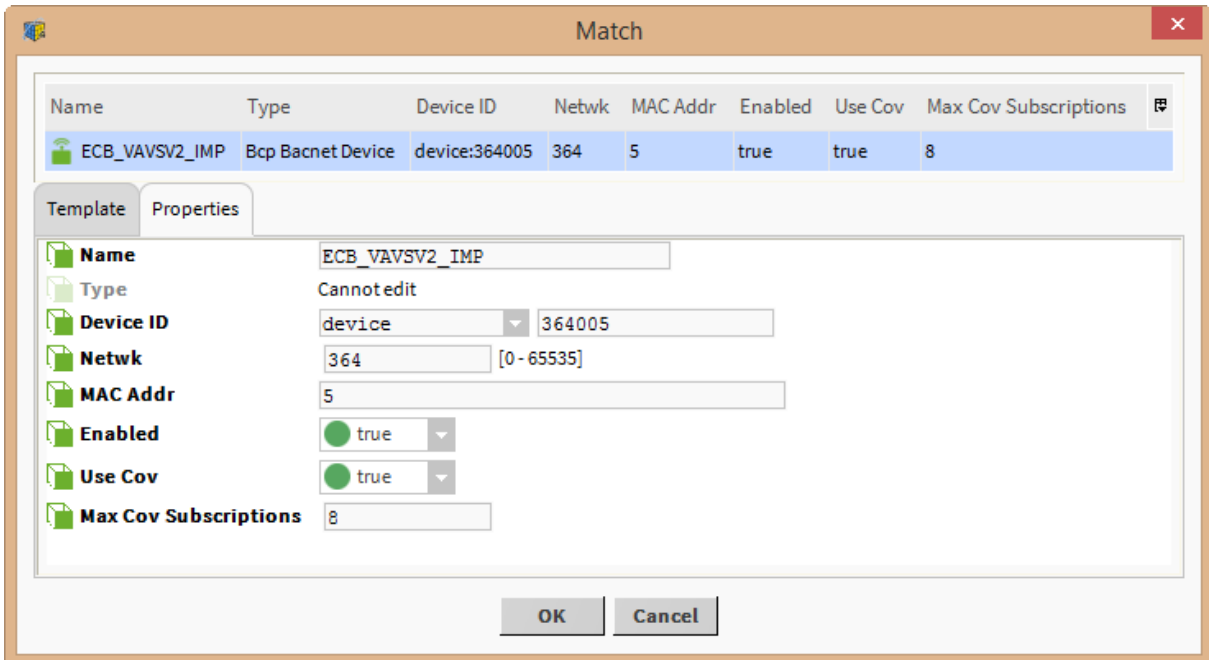 Match
Name Type Device ID Netwk MAC Addr Enabled Use Cov Max Cov Subscriptions
ECB_VAVSV2_IMP Bcp Bacnet Device device:364005 364 5 true true 8
Template Properties
Name ECB_VAVSV2_IMP
Type Cannot edit
Device ID device 364005
Netwk 364 [0 - 65535]
MAC Addr 5
Enabled true
Use Cov true
Max Cov Subscriptions 8
OK Cancel